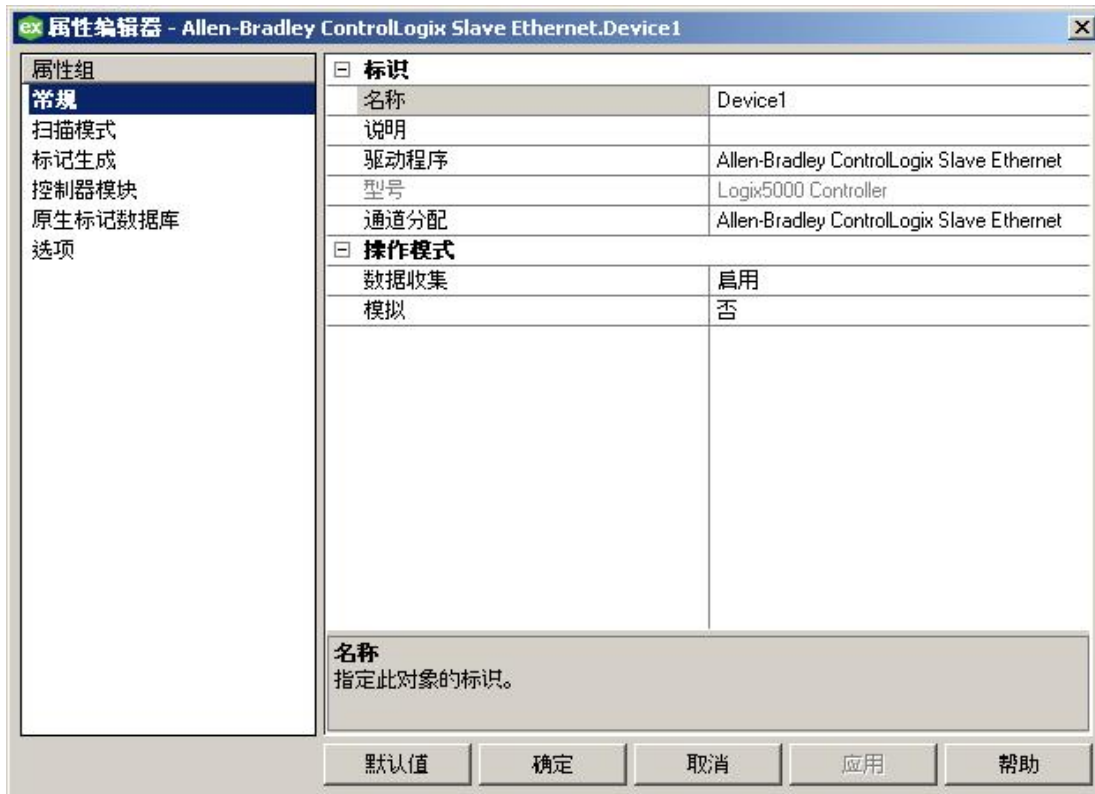 ex 属性编辑器 - Allen-Bradley ControlLogix Slave Ethernet.Device1
属性组
常规
扫描模式
标记生成
控制器模块
原生标记数据库
选项
标识
名称 Device1
说明
驱动程序 Allen-Bradley ControlLogix Slave Ethernet
型号 Logix5000 Controller
通道分配 Allen-Bradley ControlLogix Slave Ethernet
操作模式
数据收集 启用
模拟 否
名称
指定此对象的标识。
默认值 确定 取消 应用 帮助